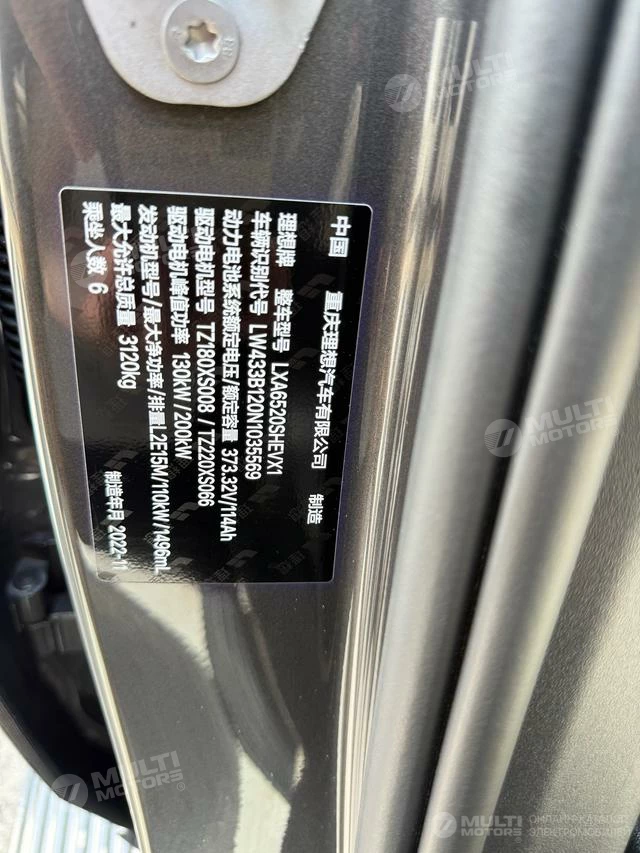 中国 重庆理想汽车有限公司 制造
理想牌 整车型号 LXA6520SHEVX1
车辆识别代号 LW433B120N1035569
动力电池系统额定电压/额定容量 373.32V/114Ah
驱动电机型号 TZ180XS008 / TZ220XS066
驱动电机峰值功率 130kW/200kW
发动机型号/最大净功率/排量 L2E15M/110kW/1496mL
最大允许总质量 3120kg
乘坐人数 6 制造年月 2022-11
MULTI
MOTORS
MULTI
MOTORS
MULTI
MOTORS®
MULTI
MOTORS
ОНЛАЙН-КАТАЛОГ
ЭЛЕКТРОМОБИЛЕЙ